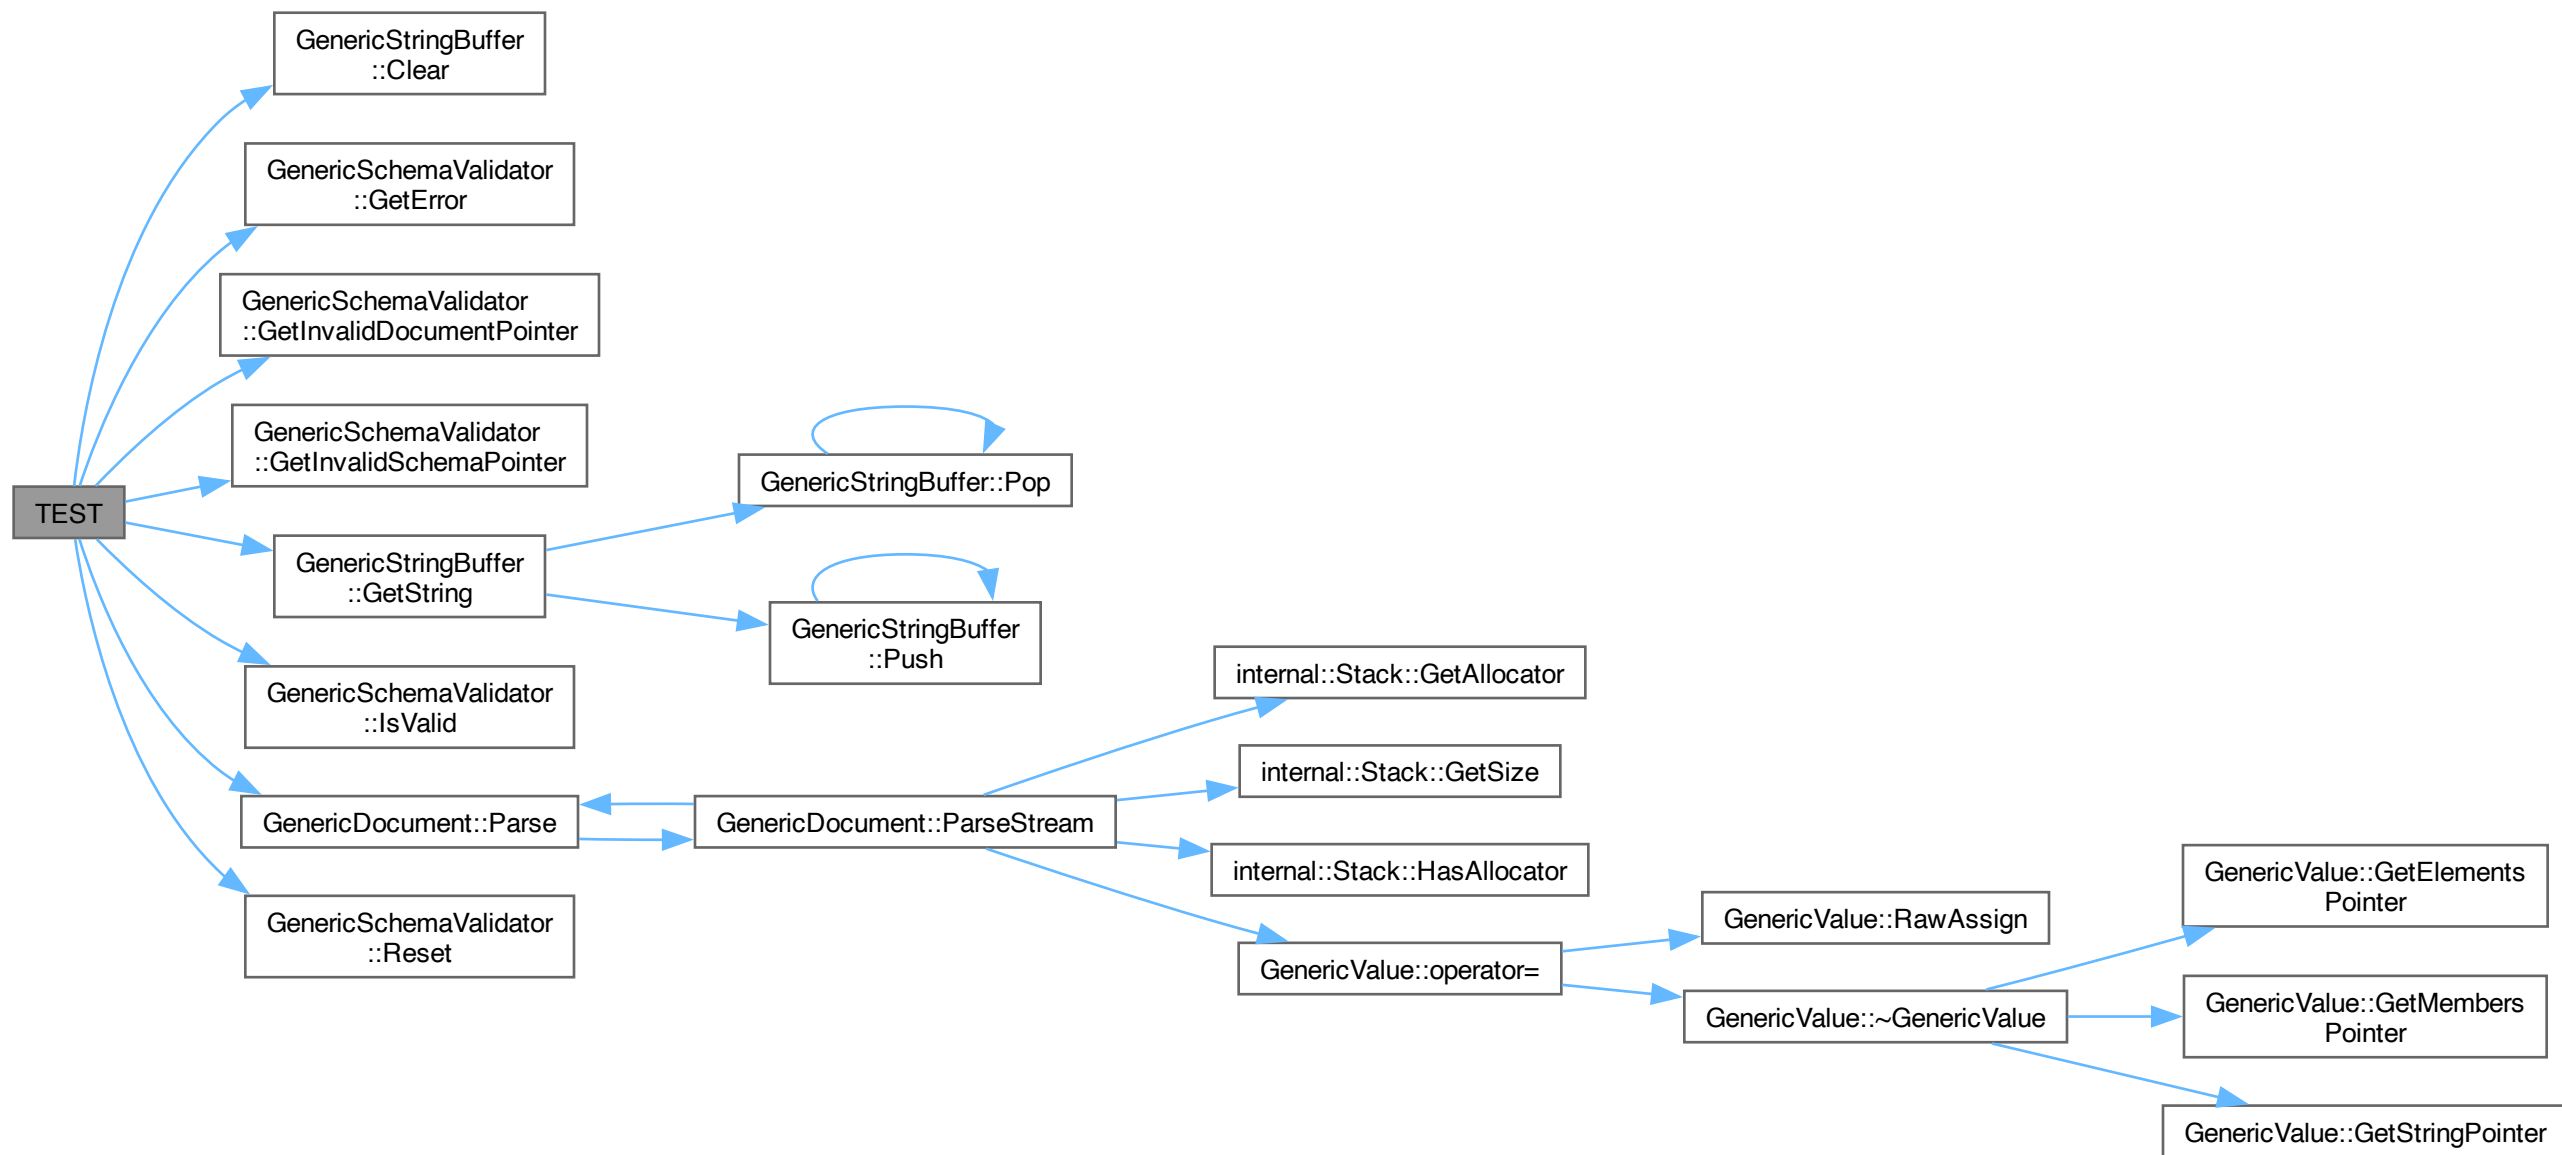 GenericStringBuffer
::Clear
GenericSchemaValidator
::GetError
GenericSchemaValidator
::GetInvalidDocumentPointer
GenericSchemaValidator
::GetInvalidSchemaPointer
TEST
GenericStringBuffer
::GetString
GenericSchemaValidator
::IsValid
GenericDocument::Parse
GenericSchemaValidator
::Reset
GenericStringBuffer::Pop
GenericStringBuffer
::Push
GenericDocument::ParseStream
internal::Stack::GetAllocator
internal::Stack::GetSize
internal::Stack::HasAllocator
GenericValue::operator=
GenericValue::RawAssign
GenericValue::~GenericValue
GenericValue::GetElements
Pointer
GenericValue::GetMembers
Pointer
GenericValue::GetStringPointer